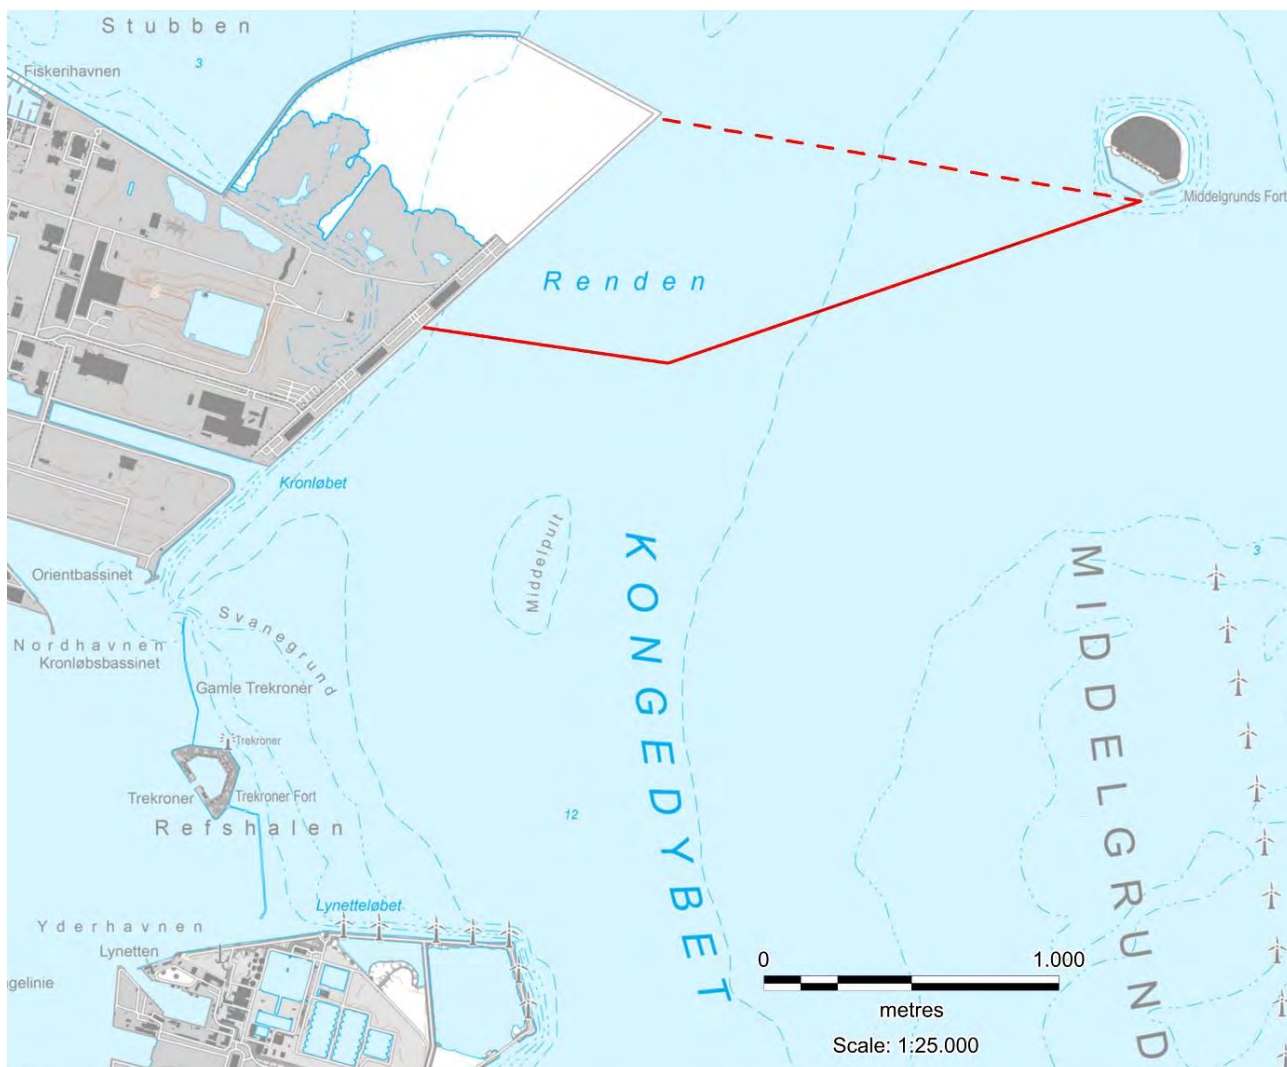 Stubben
3
Fiskerihavnen
Middelgrunds Fort
Renden
Kronløbet
Middelpult
KONGEDYBET
MIDDELGRUND
3
Orientbassinet
Svanegrund
Nordhavnen
Kronløbsbassinet
Gamle Trekroner
Trekroner
Trekroner
Trekroner Fort
Refshalen
12
Lynetteløbet
Yderhavnen
Lynetten
gelinie
0 1.000
metres
Scale: 1:25.000